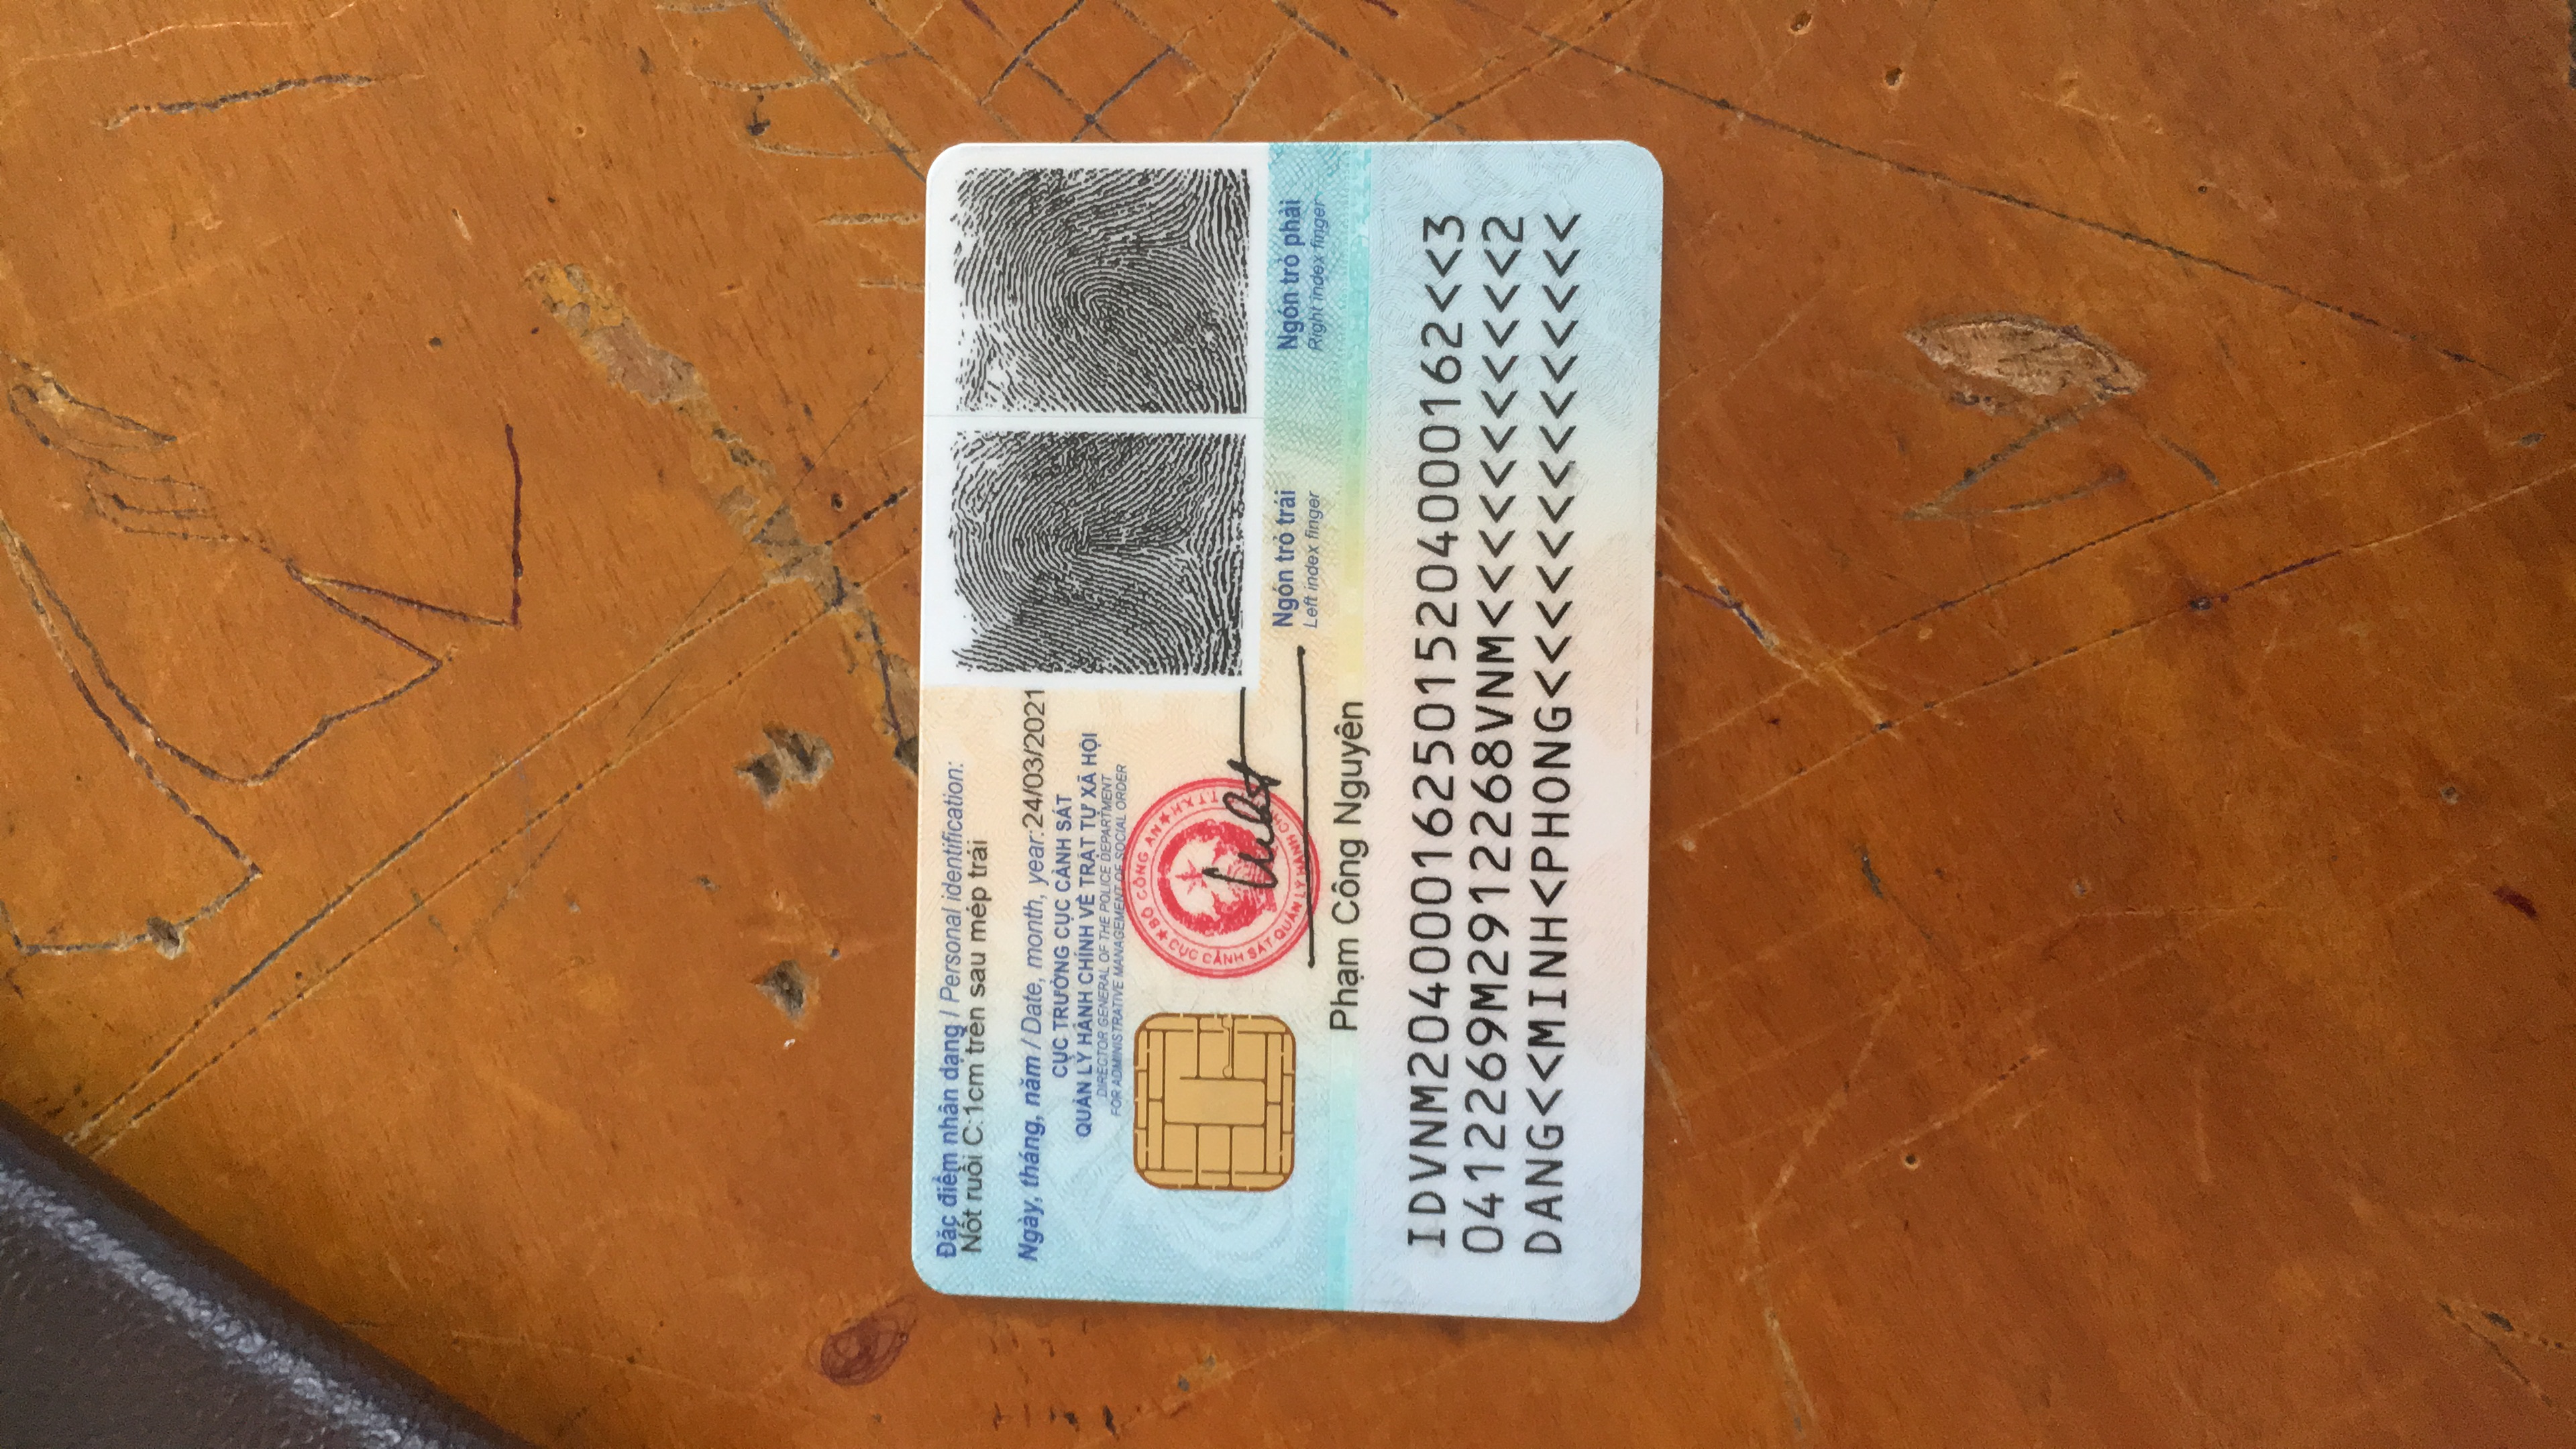 Đặc điểm nhân dạng / Personal identification:
Nốt ruồi C:1cm trên sau mép trái
Ngày, tháng, năm / Date, month, year:24/03/2021
CỤC TRƯỞNG CỤC CẢNH SÁT
QUẢN LÝ HÀNH CHÍNH VỀ TRẬT TỰ XÃ HỘI
DIRECTOR GENERAL OF THE POLICE DEPARTMENT
FOR ADMINISTRATIVE MANAGEMENT OF SOCIAL ORDER
BỘ CÔNG AN
CỤC CẢNH SÁT QUẢN LÝ HÀNH CH
Phạm Công Nguyên
Ngón trỏ trái
Left index finger
Ngón trỏ phải
Right index finger
IDVNM2040001625015204000162<<3
0412269M2912268VNM<<<<<<<<<<<2
DANG<<MINH<PHONG<<<<<<<<<<<<<<